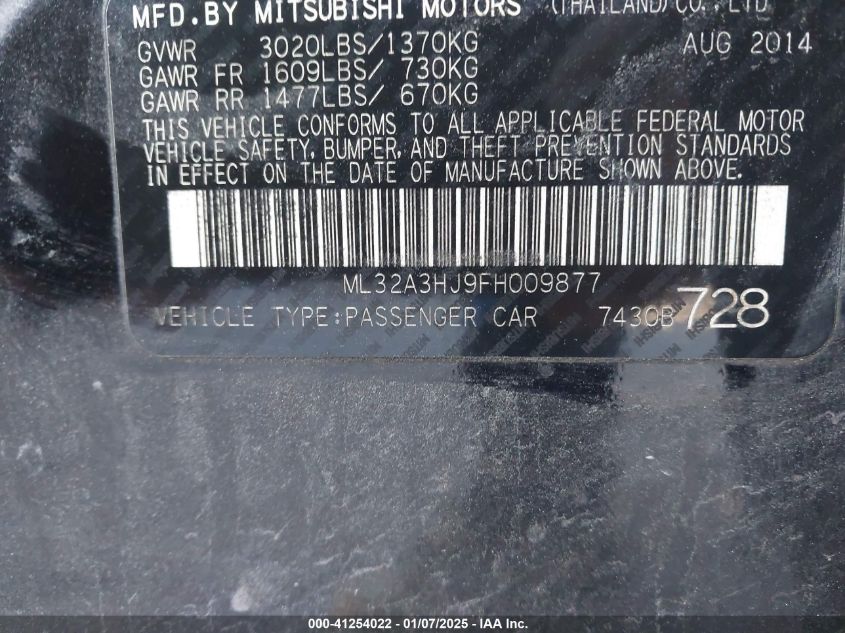 MFD.BY MITSUBISHI MOTORS (THAILAND) CO., LTD
GVWR 3020LBS/1370KG AUG 2014
GAWR FR 1609LBS/ 730KG
GAWR RR 1477LBS/ 670KG
THIS VEHICLE CONFORMS TO ALL APPLICABLE FEDERAL MOTOR
VEHICLE SAFETY, BUMPER, AND THEFT PREVENTION STANDARDS
IN EFFECT ON THE DATE OF MANUFACTURE SHOWN ABOVE.
ML32A3HJ9FH009877
VEHICLE TYPE:PASSENGER CAR 7430B 728
000-41254022 - 01/07/2025 - IAA Inc.